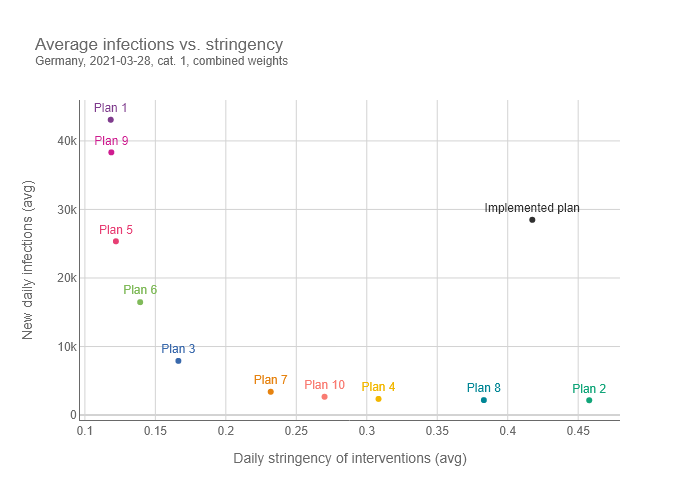 Average infections vs. stringency
Germany, 2021-03-28, cat. 1, combined weights
Plan 1
Plan 9
Plan 5
Plan 6
Plan 3
Plan 7
Plan 10
Plan 4
Plan 8
Plan 2
Implemented plan
40k
30k
20k
10k
0
New daily infections (avg)
0.1
0.15
0.2
0.25
0.3
0.35
0.4
0.45
Daily stringency of interventions (avg)